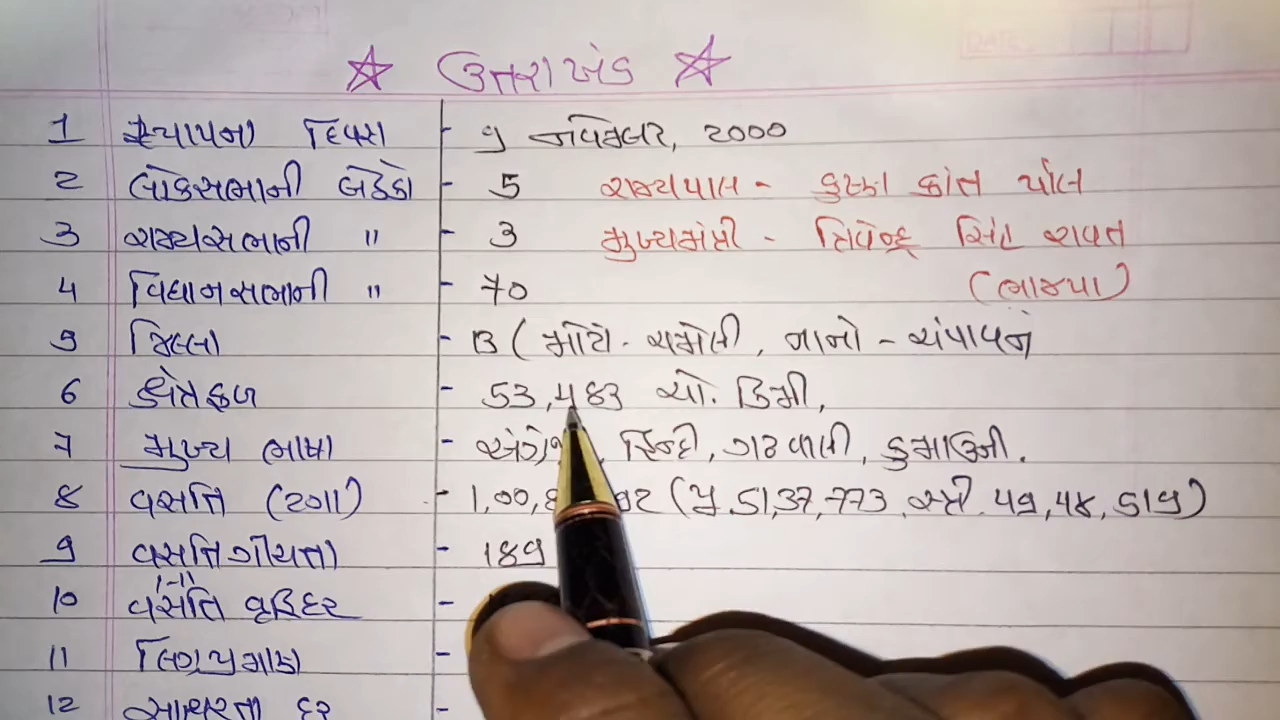 ઉત્તરાખંડ
1 સ્થાપના દિવસ - 9 નવેમ્બર, 2000
2 લોકસભાની બેઠકો - 5 રાજ્યપાલ - કૃષ્ણ કાંત પોલ
3 રાજ્યસભાની " - 3 મુખ્યમંત્રી - ત્રિવેન્દ્ર સિંહ રાવત
4 વિધાનસભાની " - 70 (ભાજપા)
5 જિલ્લા - 13 (મોટો - ચમોલી, નાનો - ચંપાવત
6 ક્ષેત્રફળ - 53,483 ચો. કિમી,
7 મુખ્ય ભાષા - હિન્દી, ગઢવાલી, કુમાઉની.
8 વસતિ (2011) - 1,00, (પુ. 51,37,773 સ્ત્રી. 49,48,519)
9 વસતિગીચતા - 189
10 વસતિ વૃદ્ધિદર -
11 લિંગપ્રમાણ -
12 સાક્ષરતા દર -